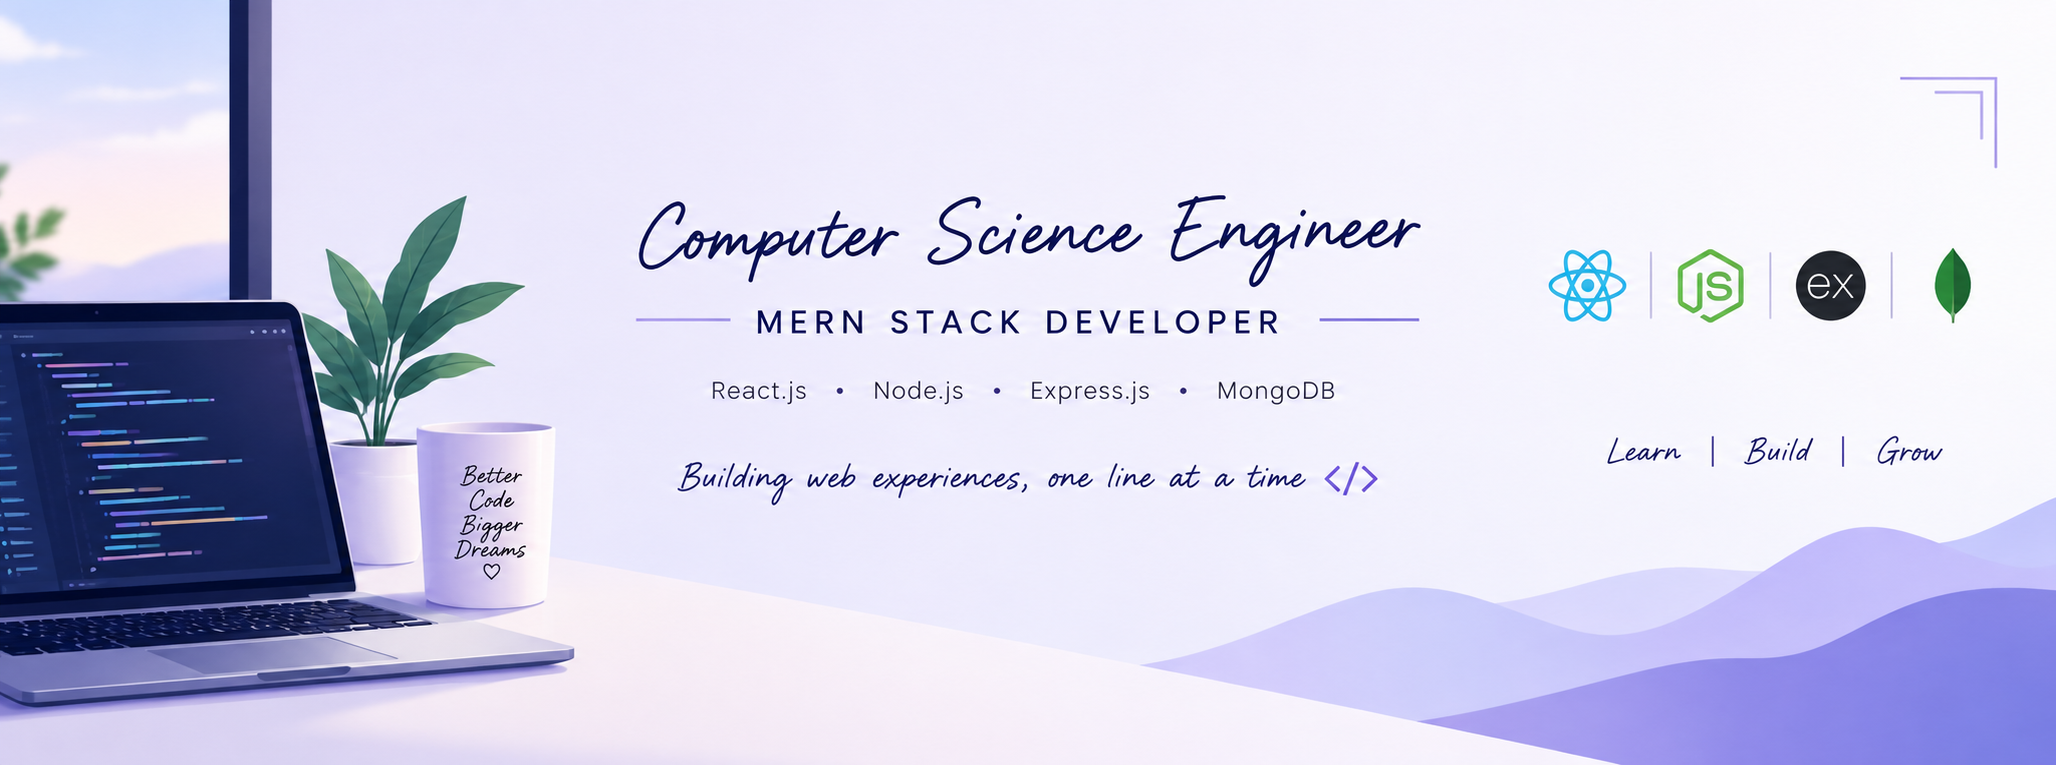 Computer Science Engineer
MERN STACK DEVELOPER
React.js • Node.js • Express.js • MongoDB
Building web experiences, one line at a time </>
Better
Code
Bigger
Dreams
♡
JS
ex
Learn | Build | Grow